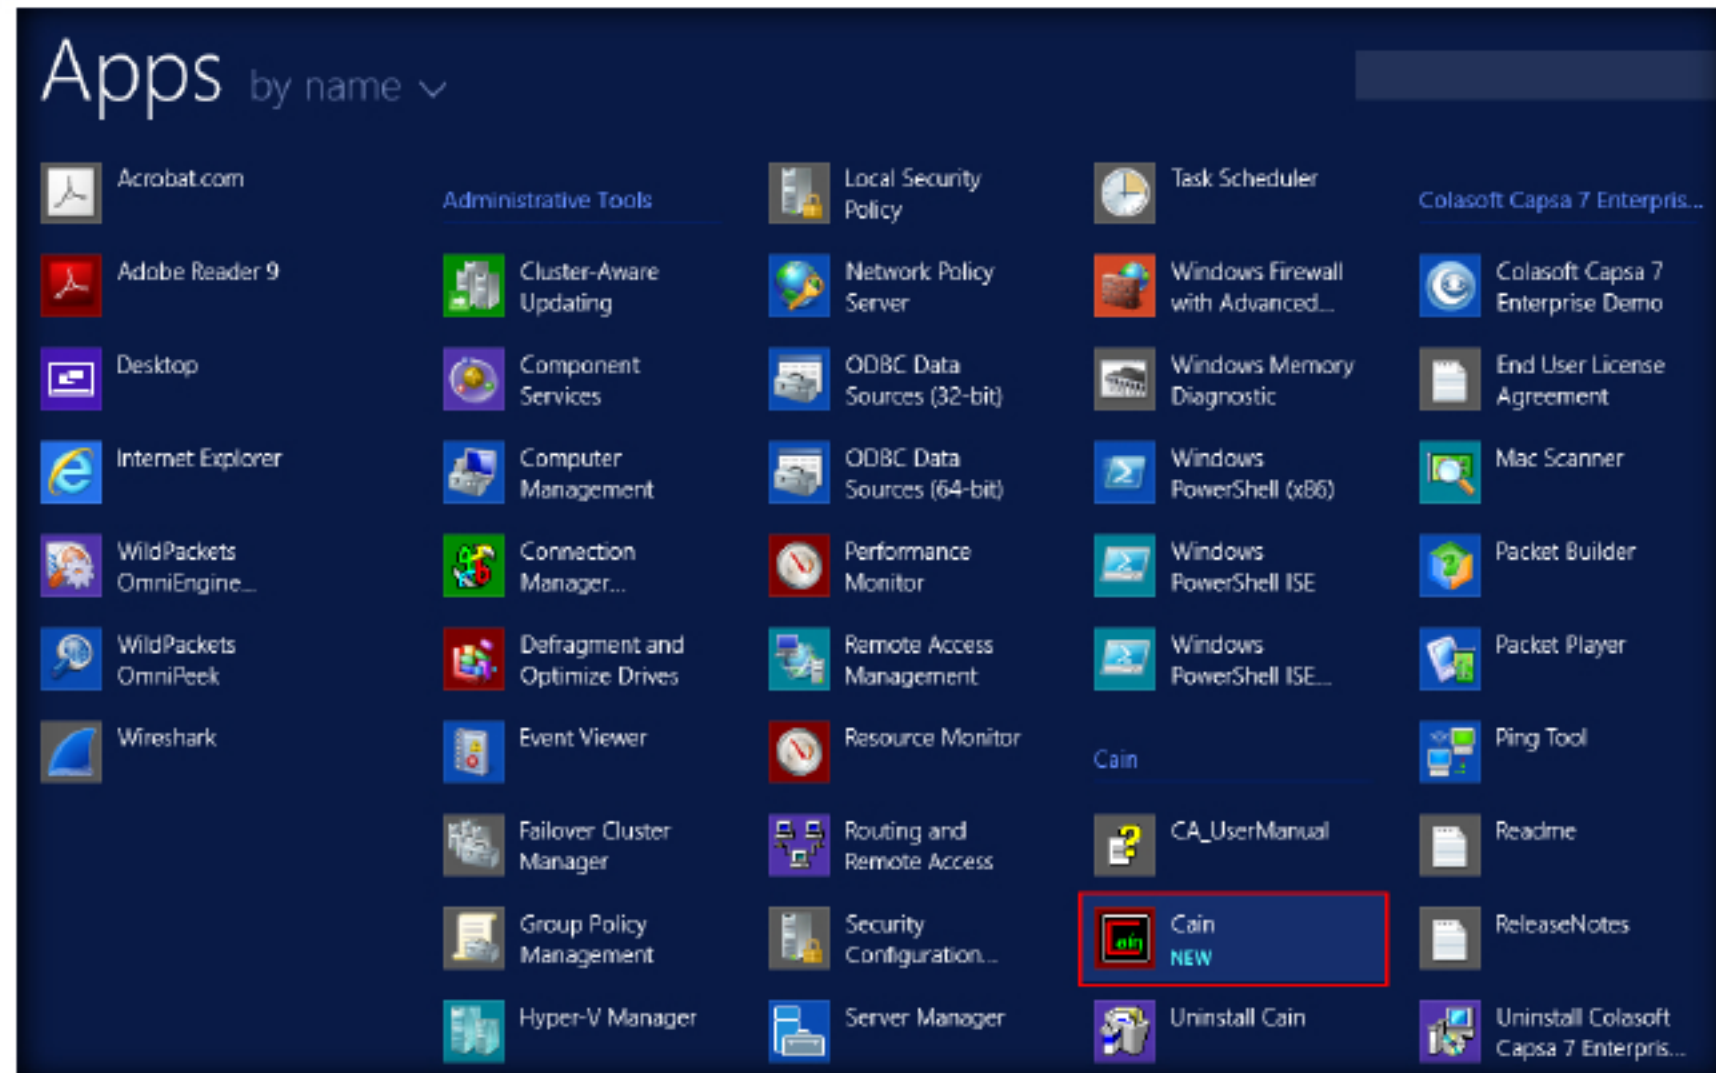 Apps by name
Acrobat.com
Adobe Reader 9
Desktop
Internet Explorer
WildPackets
OmniEngine...
WildPackets
OmniPeek
Wireshark
Administrative Tools
Cluster-Aware
Updating
Component
Services
Computer
Management
Connection
Manager...
Defragment and
Optimize Drives
Event Viewer
Failover Cluster
Manager
Group Policy
Management
Hyper-V Manager
Local Security
Policy
Network Policy
Server
ODBC Data
Sources (32-bit)
ODBC Data
Sources (64-bit)
Performance
Monitor
Remote Access
Management
Resource Monitor
Routing and
Remote Access
Security
Configuration...
Server Manager
Task Scheduler
Windows Firewall
with Advanced...
Windows Memory
Diagnostic
Windows
PowerShell (x86)
Windows
PowerShell ISE
Windows
PowerShell ISE...
Cain
CA_UserManual
Cain
NEW
Uninstall Cain
Colasoft Capsa 7 Enterpris...
Colasoft Capsa 7
Enterprise Demo
End User License
Agreement
Mac Scanner
Packet Builder
Packet Player
Ping Tool
Readme
ReleaseNotes
Uninstall Colasoft
Capsa 7 Enterpris...